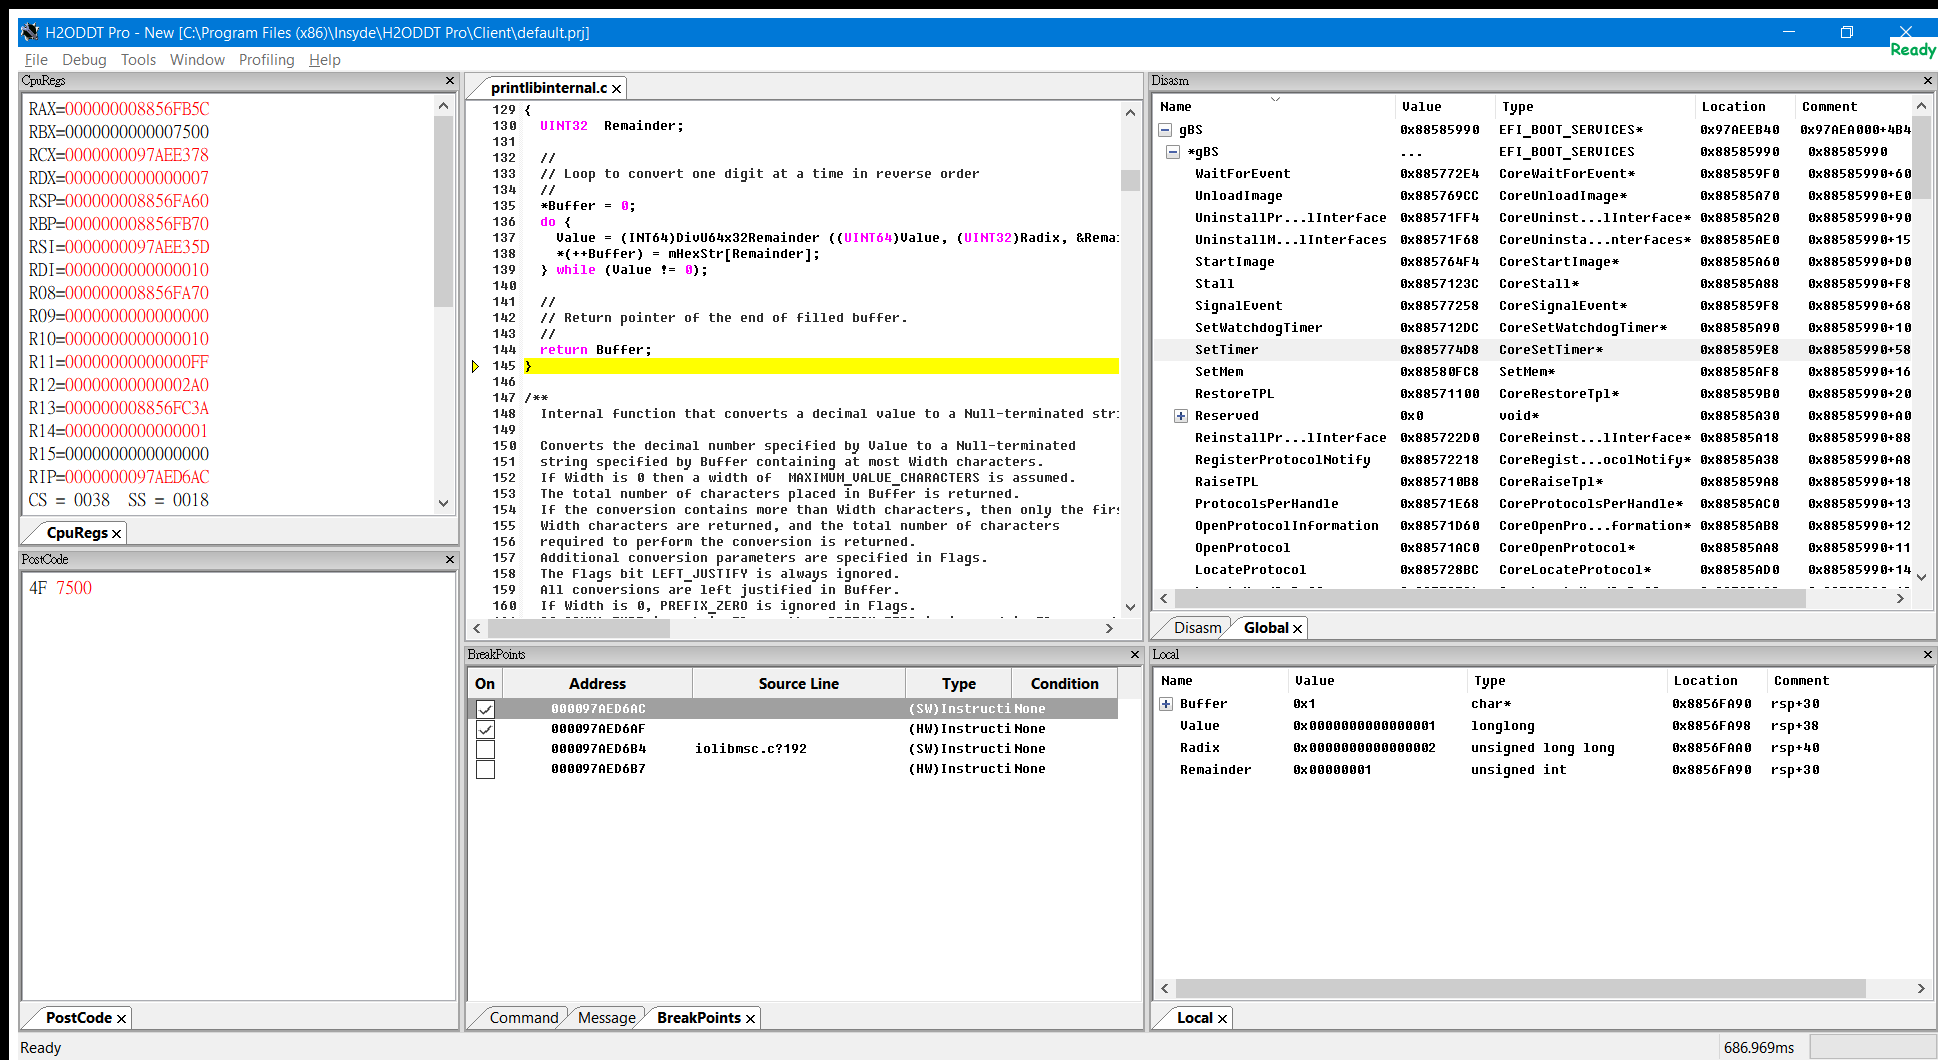 H2ODDT Pro - New [C:\Program Files (x86)\Insyde\H2ODDT Pro\Client\default.prj]
Ready
File Debug Tools Window Profiling Help
CpuRegs
RAX=000000008856FB5C
RBX=0000000000007500
RCX=0000000097AEE378
RDX=0000000000000007
RSP=000000008856FA60
RBP=000000008856FB70
RSI=0000000097AEE35D
RDI=0000000000000010
R08=000000008856FA70
R09=0000000000000000
R10=0000000000000010
R11=00000000000000FF
R12=00000000000002A0
R13=000000008856FC3A
R14=0000000000000001
R15=0000000000000000
RIP=0000000097AED6AC
CS = 0038 SS = 0018
CpuRegs
PostCode
4F 7500
PostCode
printlibinternal.c
129 {
130 UINT32 Remainder;
131
132 //
133 // Loop to convert one digit at a time in reverse order
134 //
135 *Buffer = 0;
136 do {
137 Value = (INT64)DivU64x32Remainder ((UINT64)Value, (UINT32)Radix, &Remai
138 *(++Buffer) = mHexStr[Remainder];
139 } while (Value != 0);
140
141 //
142 // Return pointer of the end of filled buffer.
143 //
144 return Buffer;
145 }
146
147 /**
148 Internal function that converts a decimal value to a Null-terminated stri
149
150 Converts the decimal number specified by Value to a Null-terminated
151 string specified by Buffer containing at most Width characters.
152 If Width is 0 then a width of MAXIMUM_VALUE_CHARACTERS is assumed.
153 The total number of characters placed in Buffer is returned.
154 If the conversion contains more than Width characters, then only the firs
155 Width characters are returned, and the total number of characters
156 required to perform the conversion is returned.
157 Additional conversion parameters are specified in Flags.
158 The Flags bit LEFT_JUSTIFY is always ignored.
159 All conversions are left justified in Buffer.
160 If Width is 0, PREFIX_ZERO is ignored in Flags.
BreakPoints
On Address Source Line Type Condition
000097AED6AC (SW)Instructi None
000097AED6AF (HW)Instructi None
000097AED6B4 iolibmsc.c?192 (SW)Instructi None
000097AED6B7 (HW)Instructi None
Command Message BreakPoints
Disasm
Name Value Type Location Comment
gBS 0x88585990 EFI_BOOT_SERVICES* 0x97AEEB40 0x97AEA000+4B4
*gBS ... EFI_BOOT_SERVICES 0x88585990 0x88585990
WaitForEvent 0x885772E4 CoreWaitForEvent* 0x885859F0 0x88585990+60
UnloadImage 0x885769CC CoreUnloadImage* 0x88585A70 0x88585990+E0
UninstallPr...lInterface 0x88571FF4 CoreUninst...lInterface* 0x88585A20 0x88585990+90
UninstallM...lInterfaces 0x88571F68 CoreUninsta...nterfaces* 0x88585AE0 0x88585990+15
StartImage 0x885764F4 CoreStartImage* 0x88585A60 0x88585990+D0
Stall 0x8857123C CoreStall* 0x88585A88 0x88585990+F8
SignalEvent 0x88577258 CoreSignalEvent* 0x885859F8 0x88585990+68
SetWatchdogTimer 0x885712DC CoreSetWatchdogTimer* 0x88585A90 0x88585990+10
SetTimer 0x885774D8 CoreSetTimer* 0x885859E8 0x88585990+58
SetMem 0x88580FC8 SetMem* 0x88585AF8 0x88585990+16
RestoreTPL 0x88571100 CoreRestoreTpl* 0x885859B0 0x88585990+20
Reserved 0x0 void* 0x88585A30 0x88585990+A0
ReinstallPr...lInterface 0x885722D0 CoreReinst...lInterface* 0x88585A18 0x88585990+88
RegisterProtocolNotify 0x88572218 CoreRegist...ocolNotify* 0x88585A38 0x88585990+A8
RaiseTPL 0x885710B8 CoreRaiseTpl* 0x885859A8 0x88585990+18
ProtocolsPerHandle 0x88571E68 CoreProtocolsPerHandle* 0x88585AC0 0x88585990+13
OpenProtocolInformation 0x88571D60 CoreOpenPro...formation* 0x88585AB8 0x88585990+12
OpenProtocol 0x88571AC0 CoreOpenProtocol* 0x88585AA8 0x88585990+11
LocateProtocol 0x885728BC CoreLocateProtocol* 0x88585AD0 0x88585990+14
Disasm Global
Local
Name Value Type Location Comment
Buffer 0x1 char* 0x8856FA90 rsp+30
Value 0x0000000000000001 longlong 0x8856FA98 rsp+38
Radix 0x0000000000000002 unsigned long long 0x8856FAA0 rsp+40
Remainder 0x00000001 unsigned int 0x8856FA90 rsp+30
Local
Ready
686.969ms